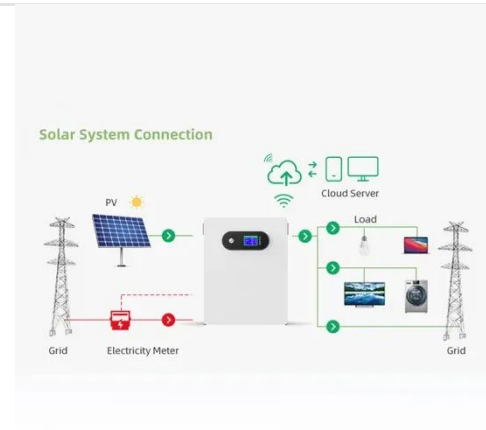 Solar System Connection
Cloud Server
PV
Load
Grid
Electricity Meter
Grid